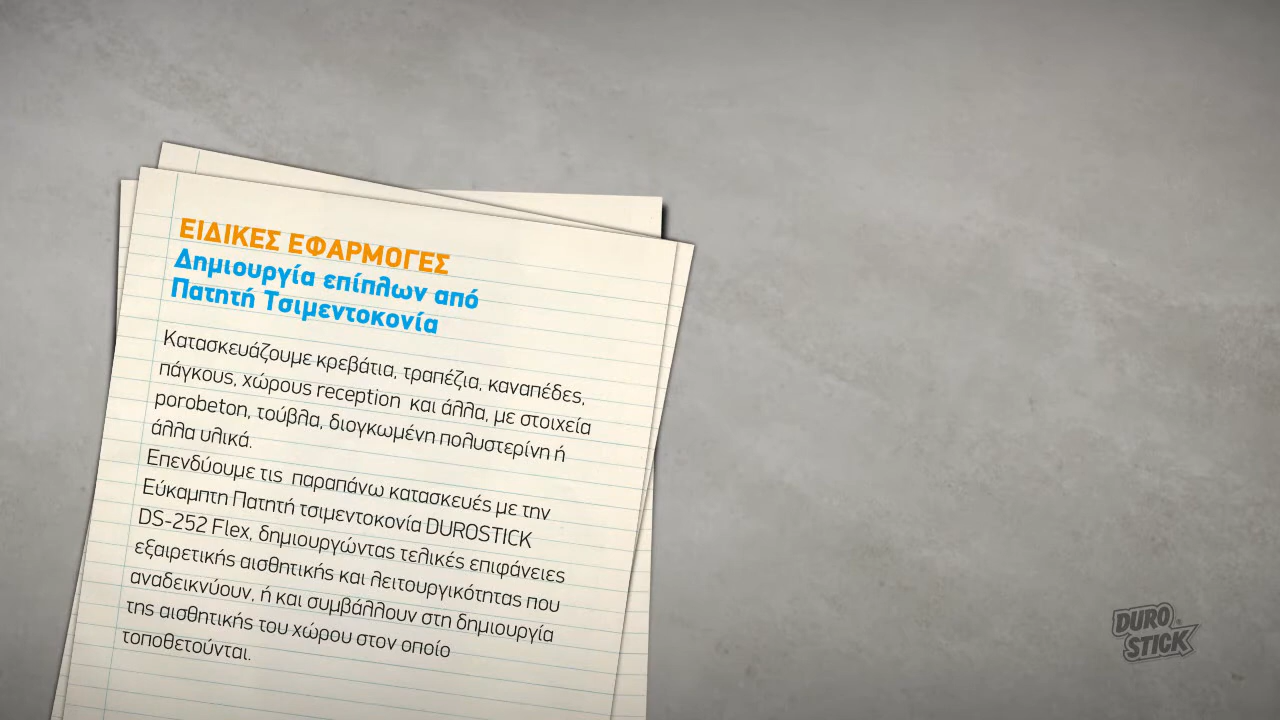 ΕΙΔΙΚΕΣ ΕΦΑΡΜΟΓΕΣ
Δημιουργία επίπλων από
Πατητή Τσιμεντοκονία
Κατασκευάζουμε κρεβάτια, τραπέζια, καναπέδες,
πάγκους, χώρους reception και άλλα, με στοιχεία
porobeton, τούβλα, διογκωμένη πολυστερίνη ή
άλλα υλικά.
Επενδύουμε τις παραπάνω κατασκευές με την
Εύκαμπτη Πατητή τσιμεντοκονία DUROSTICK
DS-252 Flex, δημιουργώντας τελικές επιφάνειες
εξαιρετικής αισθητικής και λειτουργικότητας που
αναδεικνύουν, ή και συμβάλλουν στη δημιουργία
της αισθητικής του χώρου στον οποίο
τοποθετούνται.
DURO
STICK